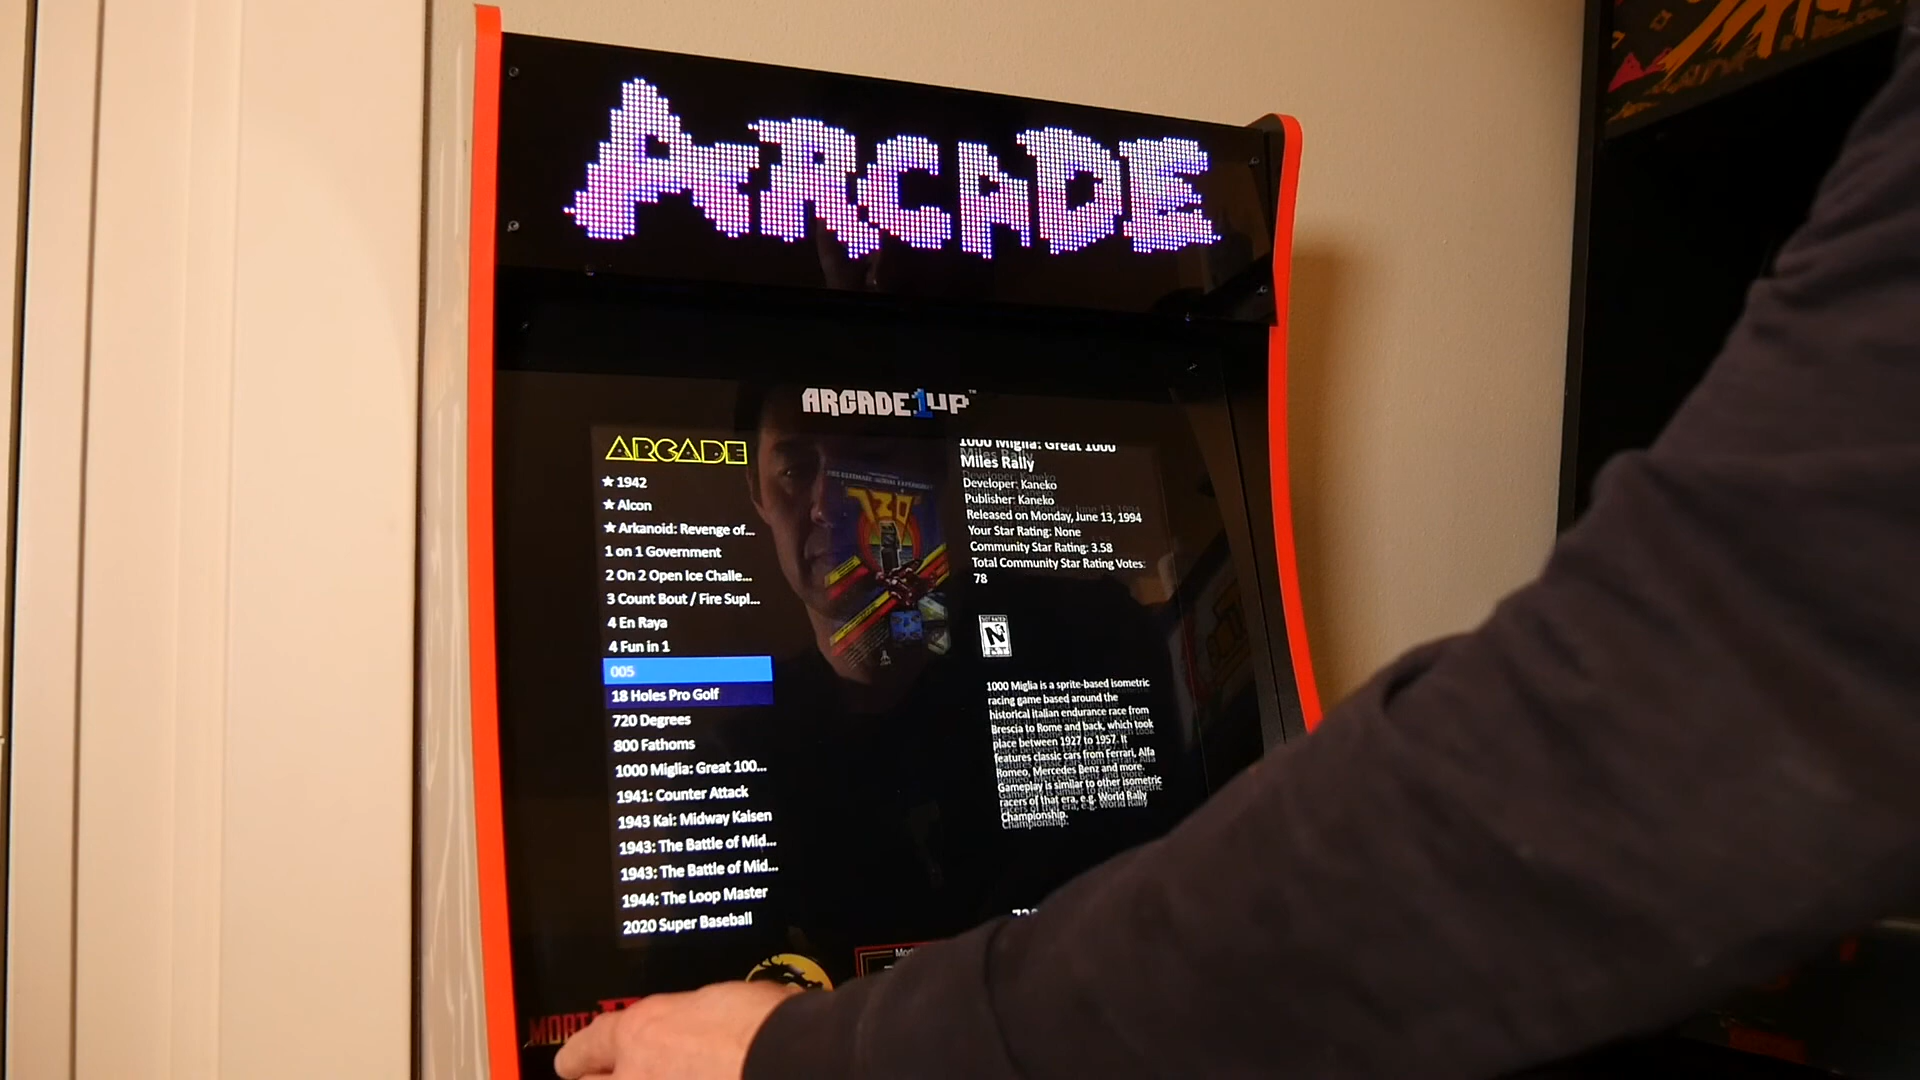 ARCADE
ARCADE1UP™
ARCADE
★ 1942
★ Alcon
★ Arkanoid: Revenge of...
1 on 1 Government
2 On 2 Open Ice Challe...
3 Count Bout / Fire Supl...
4 En Raya
4 Fun in 1
005
18 Holes Pro Golf
720 Degrees
800 Fathoms
1000 Miglia: Great 100...
1941: Counter Attack
1943 Kai: Midway Kaisen
1943: The Battle of Mid...
1943: The Battle of Mid...
1944: The Loop Master
2020 Super Baseball
720°
1000 Miglia: Great 1000
Miles Rally
Developer: Kaneko
Publisher: Kaneko
Released on Monday, June 13, 1994
Your Star Rating: None
Community Star Rating: 3.58
Total Community Star Rating Votes:
78
1000 Miglia is a sprite-based isometric
racing game based around the
historical italian endurance race from
Brescia to Rome and back, which took
place between 1927 to 1957. It
features classic cars from Ferrari, Alfa
Romeo, Mercedes Benz and more.
Gameplay is similar to other isometric
racers of that era, e.g. World Rally
Championship.